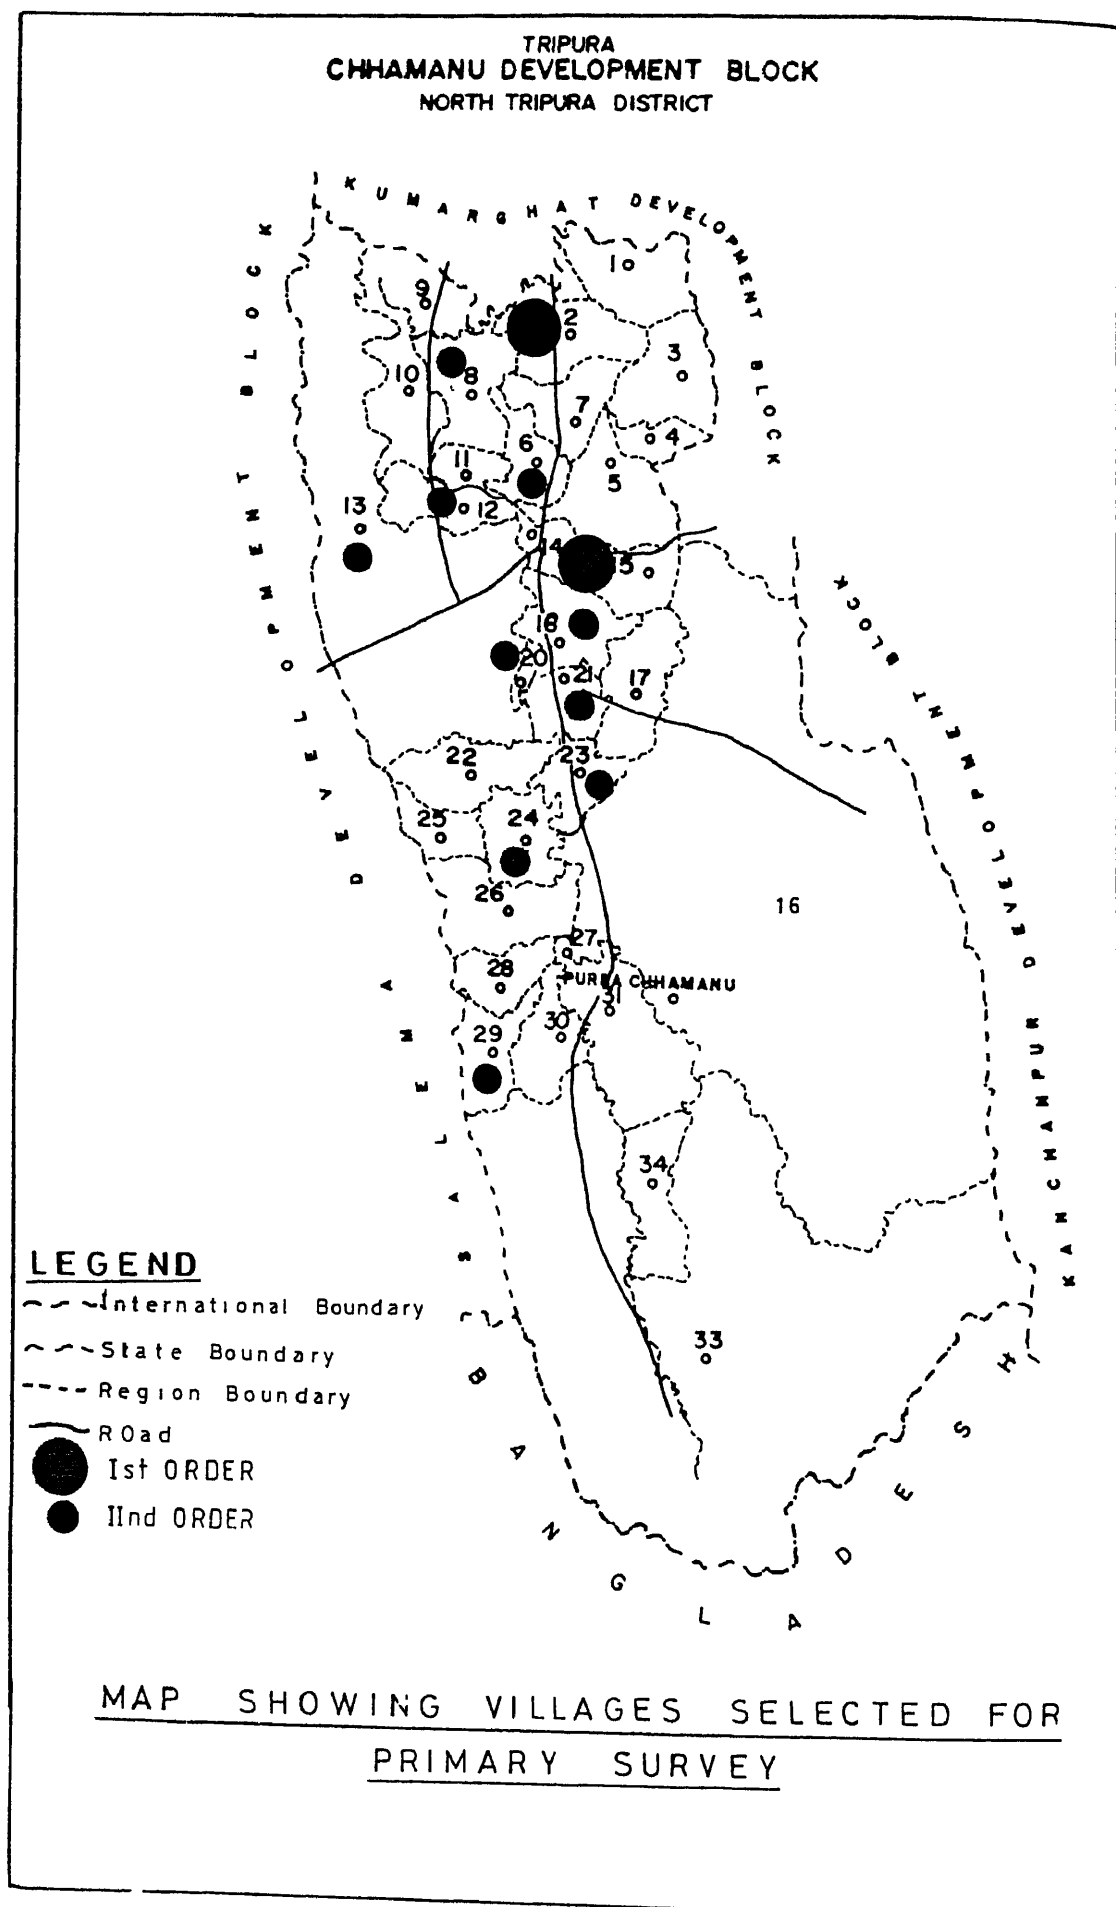 TRIPURA
CHHAMANU DEVELOPMENT BLOCK
NORTH TRIPURA DISTRICT
KUMARGHAT DEVELOPMENT BLOCK
SALEMA DEVELOPMENT BLOCK
KANCHANPUR DEVELOPMENT BLOCK
1
2
9
3
10
8
7
4
6
11
5
13
12
14
15
18
20
21
17
22
23
25
24
26
16
27
28
PURBA CHHAMANU
31
30
29
34
33
BANGLADESH
LEGEND
International Boundary
State Boundary
Region Boundary
ROad
Ist ORDER
IInd ORDER
MAP SHOWING VILLAGES SELECTED FOR
PRIMARY SURVEY